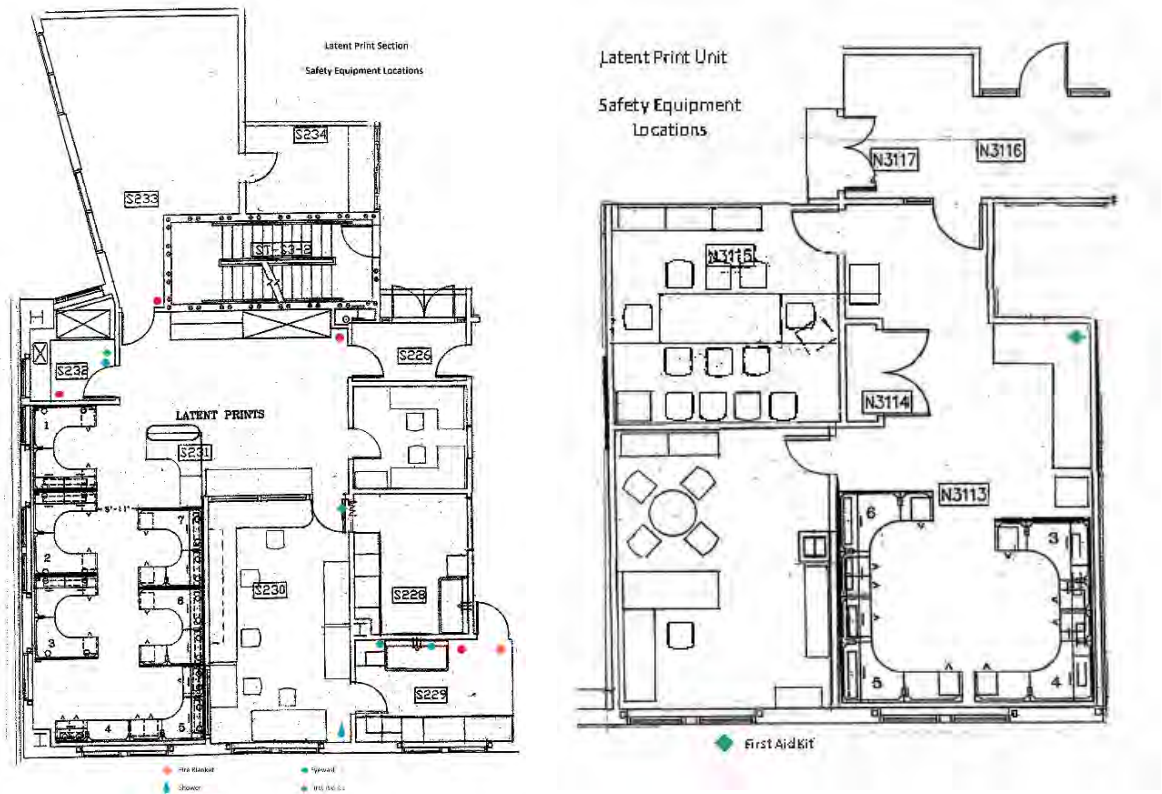 Latent Print Section
Safety Equipment Locations
S234
S233
ST-S3-2
S226
S232
LATENT PRINTS
S231
1
5'-11"
7
2
6
3
S230
S228
S229
4
5
Fire Blanket
Eyewash
Shower
Latent Print Unit
Safety Equipment
Locations
N3117
N3116
N3115
N3114
N3113
6
3
5
4
First Aid Kit